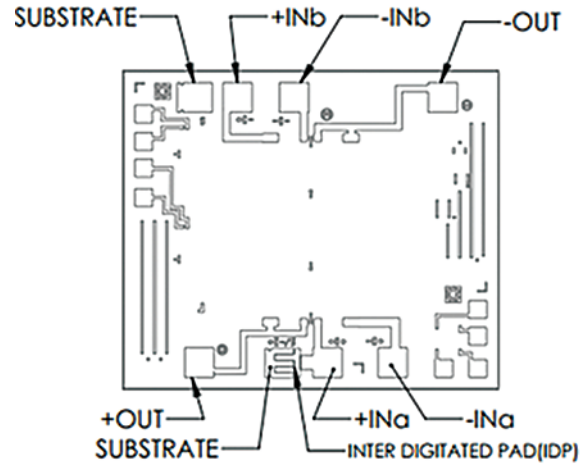 SUBSTRATE +INb -INb -OUT
+OUT +INa -INa
SUBSTRATE INTER DIGITATED PAD(IDP)